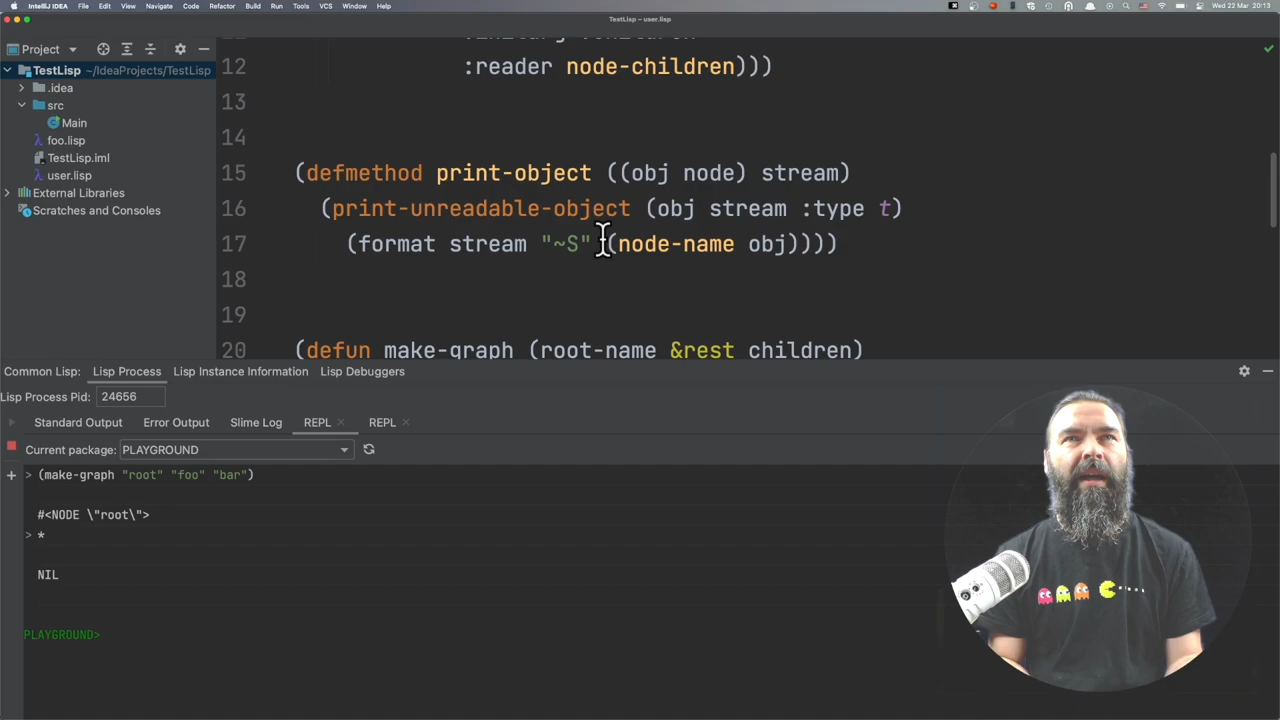 IntelliJ IDEA File Edit View Navigate Code Refactor Build Run Tools VCS Window Help Wed 22 Mar 20:13
TestLisp – user.lisp
Project
TestLisp ~/IdeaProjects/TestLisp
.idea
src
Main
foo.lisp
TestLisp.iml
user.lisp
External Libraries
Scratches and Consoles
12 :reader node-children)))
13
14
15 (defmethod print-object ((obj node) stream)
16 (print-unreadable-object (obj stream :type t)
17 (format stream "~S" (node-name obj))))
18
19
20 (defun make-graph (root-name &rest children)
Common Lisp: Lisp Process Lisp Instance Information Lisp Debuggers
Lisp Process Pid: 24656
Standard Output Error Output Slime Log REPL REPL
Current package: PLAYGROUND
> (make-graph "root" "foo" "bar")
#<NODE \"root\">
> *
NIL
PLAYGROUND>